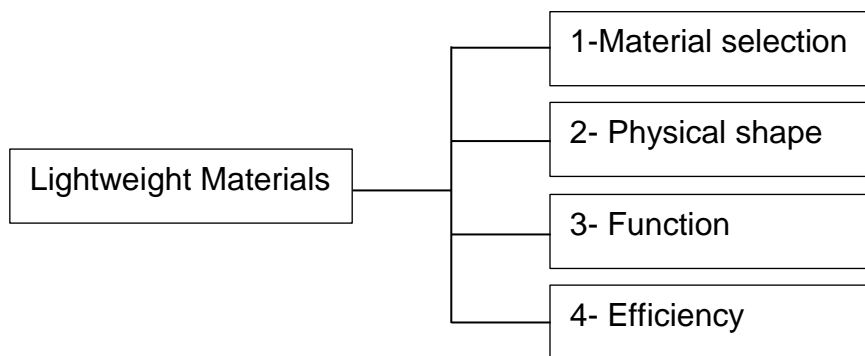 1-Material selection
2- Physical shape
Lightweight Materials
3- Function
4- Efficiency